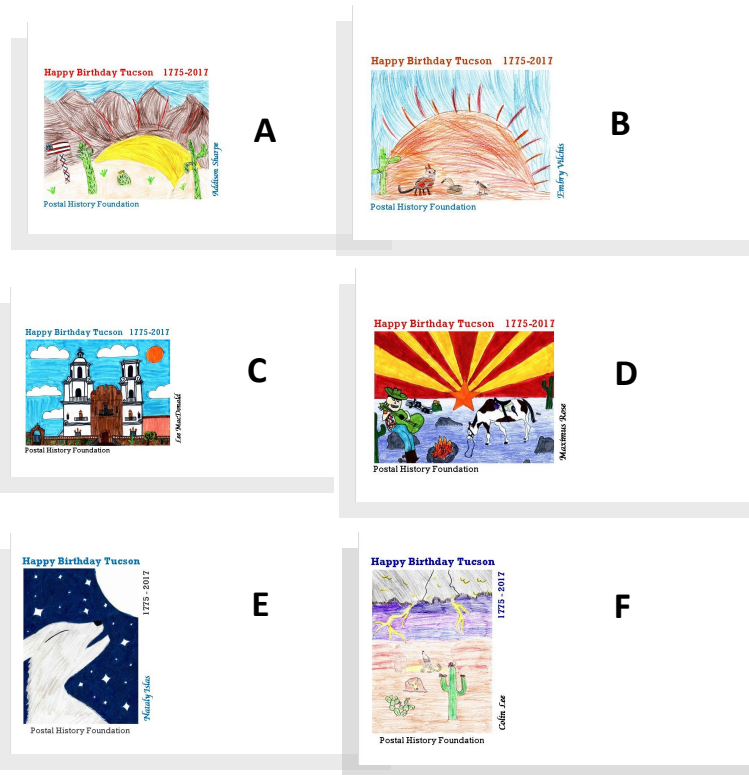 Happy Birthday Tucson 1775-2017
Addison Sharpe
Postal History Foundation
A
Happy Birthday Tucson 1775-2017
Embry Vilchis
Postal History Foundation
B
Happy Birthday Tucson 1775-2017
Lee MacDonald
Postal History Foundation
C
Happy Birthday Tucson 1775-2017
Maximus Rose
Postal History Foundation
D
Happy Birthday Tucson
1775 - 2017
Nataly Islas
Postal History Foundation
E
Happy Birthday Tucson
1775 - 2017
Colin Lee
Postal History Foundation
F